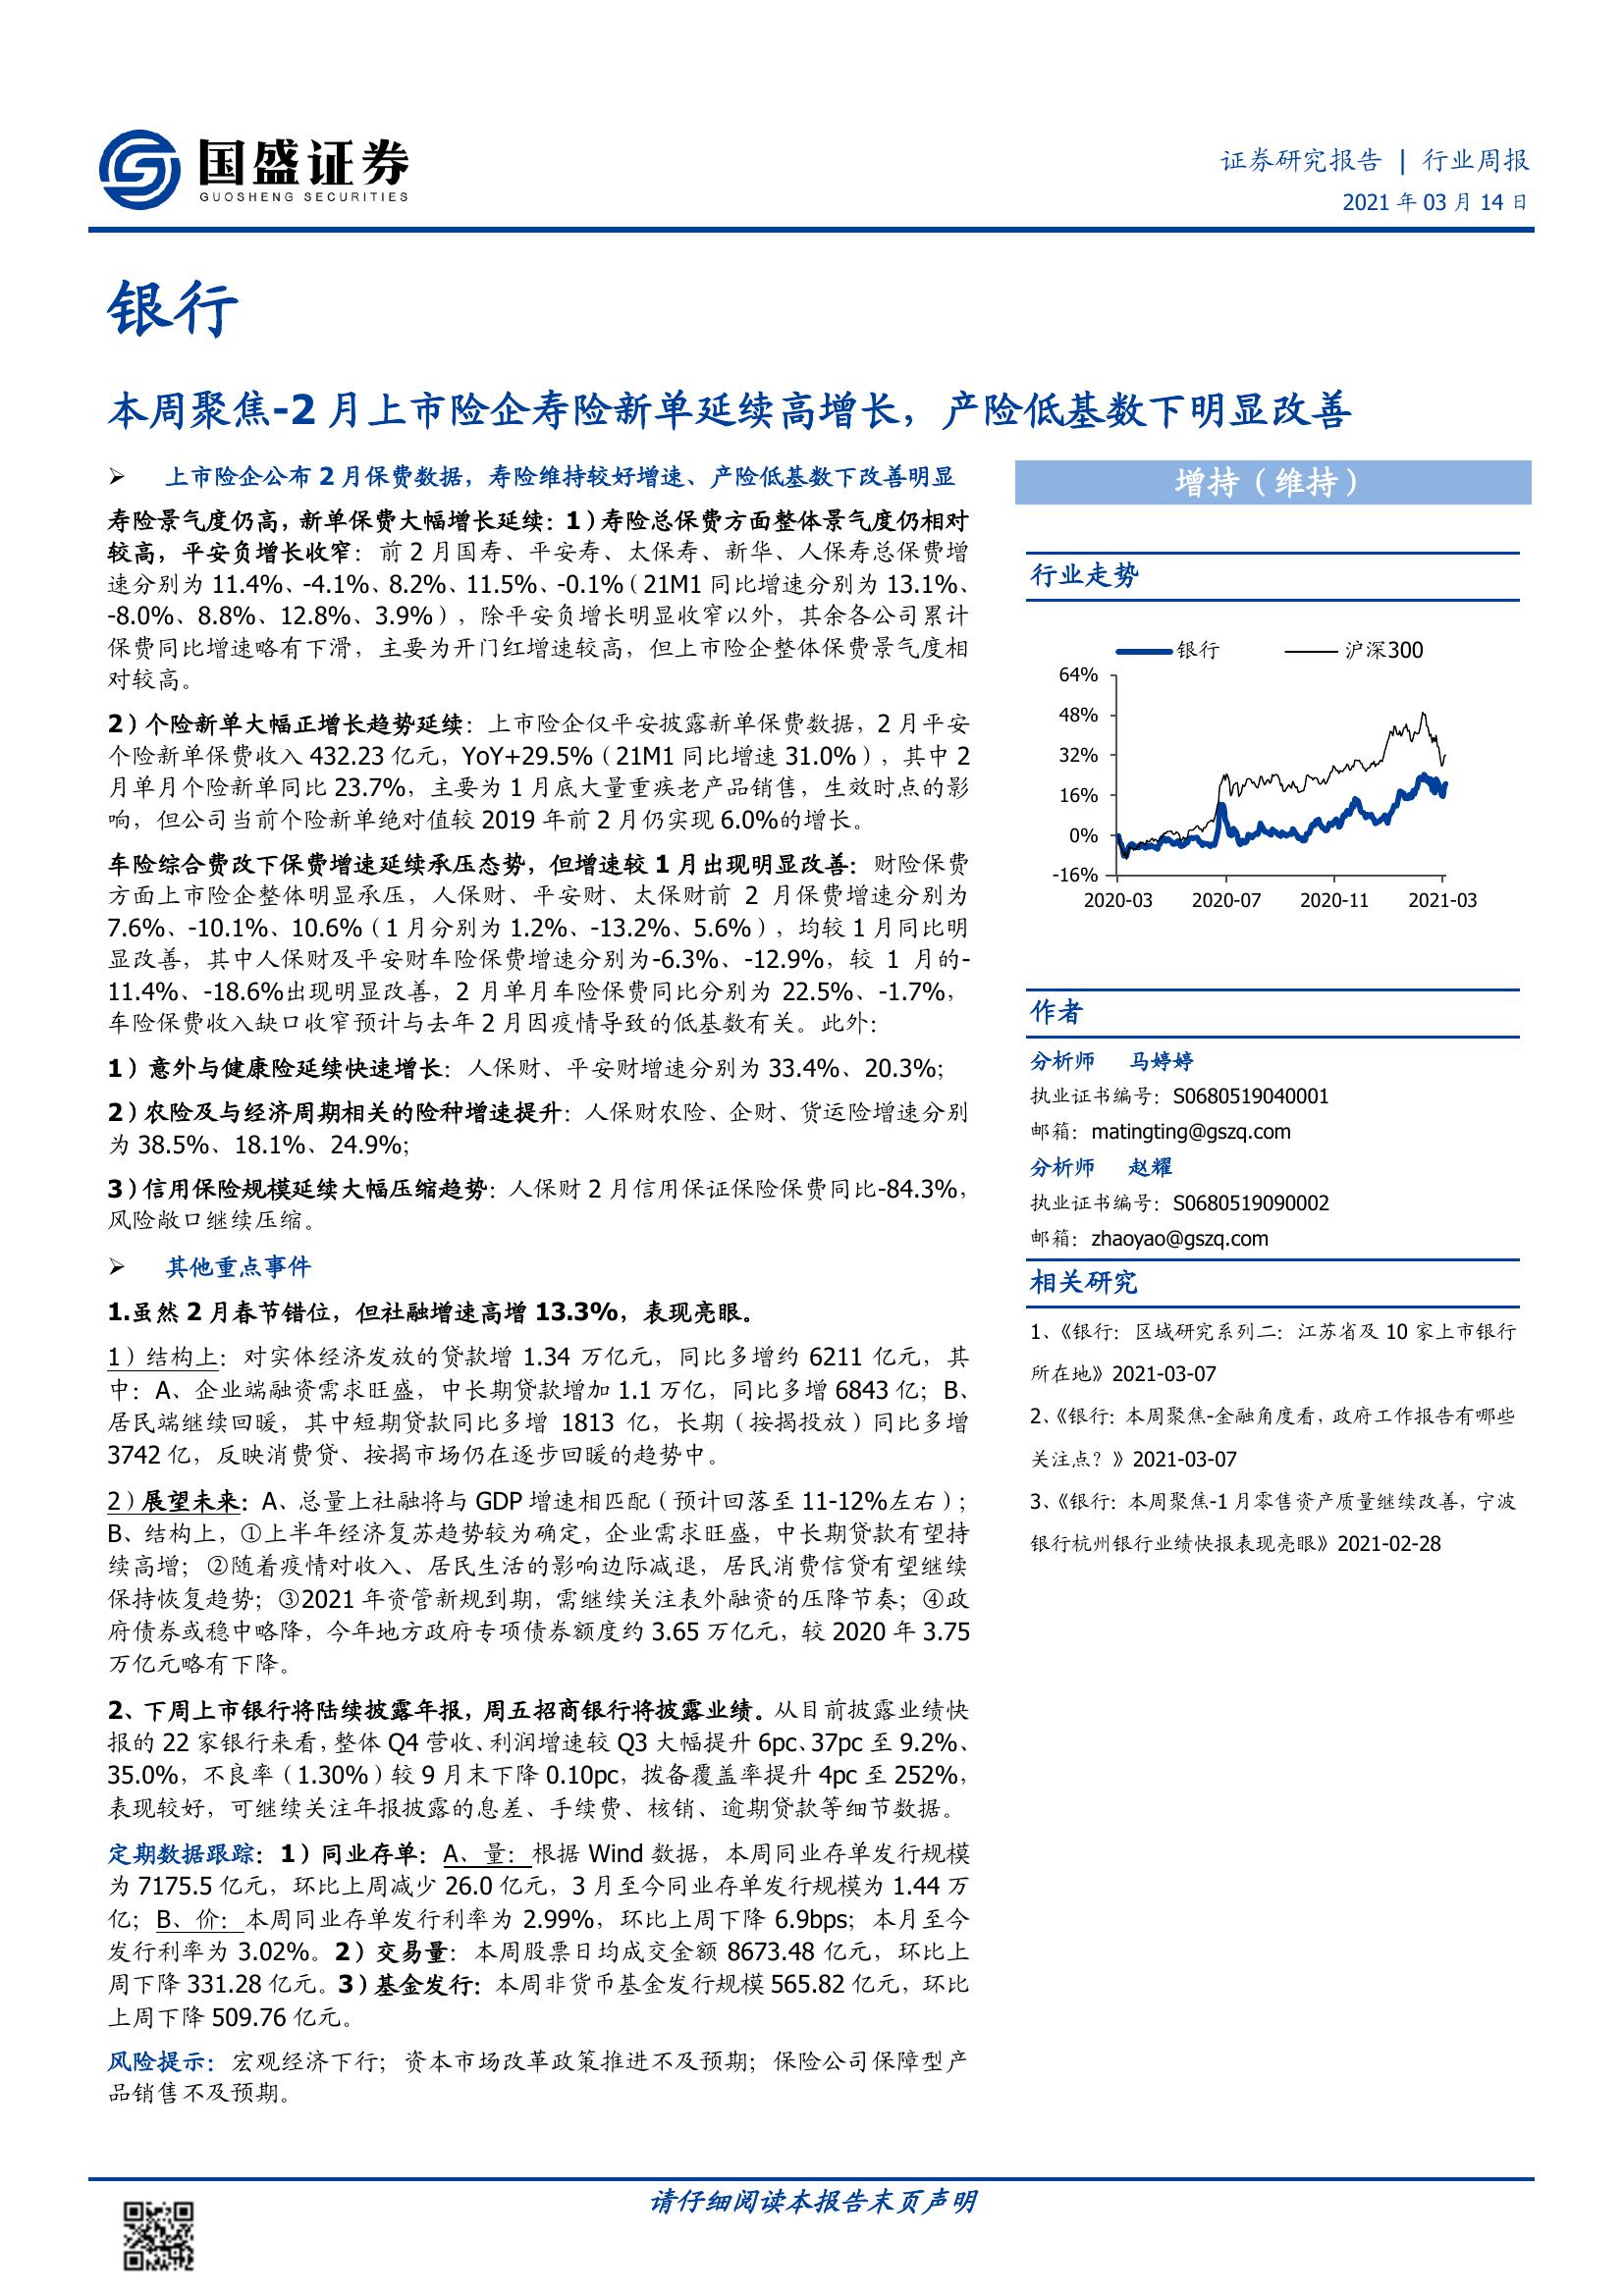 国盛证券
GUOSHENG SECURITIES
证券研究报告 | 行业周报
2021 年 03 月 14 日
银行
本周聚焦-2 月上市险企寿险新单延续高增长，产险低基数下明显改善
➢ 上市险企公布 2 月保费数据，寿险维持较好增速、产险低基数下改善明显
寿险景气度仍高，新单保费大幅增长延续：1）寿险总保费方面整体景气度仍相对
较高，平安负增长收窄：前 2 月国寿、平安寿、太保寿、新华、人保寿总保费增
速分别为 11.4%、-4.1%、8.2%、11.5%、-0.1%（21M1 同比增速分别为 13.1%、
-8.0%、8.8%、12.8%、3.9%），除平安负增长明显收窄以外，其余各公司累计
保费同比增速略有下滑，主要为开门红增速较高，但上市险企整体保费景气度相
对较高。
2）个险新单大幅正增长趋势延续：上市险企仅平安披露新单保费数据，2 月平安
个险新单保费收入 432.23 亿元，YoY+29.5%（21M1 同比增速 31.0%），其中 2
月单月个险新单同比 23.7%，主要为 1 月底大量重疾老产品销售，生效时点的影
响，但公司当前个险新单绝对值较 2019 年前 2 月仍实现 6.0%的增长。
车险综合费改下保费增速延续承压态势，但增速较 1 月出现明显改善：财险保费
方面上市险企整体明显承压，人保财、平安财、太保财前 2 月保费增速分别为
7.6%、-10.1%、10.6%（1 月分别为 1.2%、-13.2%、5.6%），均较 1 月同比明
显改善，其中人保财及平安财车险保费增速分别为-6.3%、-12.9%，较 1 月的-
11.4%、-18.6%出现明显改善，2 月单月车险保费同比分别为 22.5%、-1.7%，
车险保费收入缺口收窄预计与去年 2 月因疫情导致的低基数有关。此外：
1）意外与健康险延续快速增长：人保财、平安财增速分别为 33.4%、20.3%；
2）农险及与经济周期相关的险种增速提升：人保财农险、企财、货运险增速分别
为 38.5%、18.1%、24.9%；
3）信用保险规模延续大幅压缩趋势：人保财 2 月信用保证保险保费同比-84.3%，
风险敞口继续压缩。
➢ 其他重点事件
1.虽然 2 月春节错位，但社融增速高增 13.3%，表现亮眼。
1）结构上：对实体经济发放的贷款增 1.34 万亿元，同比多增约 6211 亿元，其
中：A、企业端融资需求旺盛，中长期贷款增加 1.1 万亿，同比多增 6843 亿；B、
居民端继续回暖，其中短期贷款同比多增 1813 亿，长期（按揭投放）同比多增
3742 亿，反映消费贷、按揭市场仍在逐步回暖的趋势中。
2）展望未来：A、总量上社融将与 GDP 增速相匹配（预计回落至 11-12%左右）；
B、结构上，①上半年经济复苏趋势较为确定，企业需求旺盛，中长期贷款有望持
续高增；②随着疫情对收入、居民生活的影响边际减退，居民消费信贷有望继续
保持恢复趋势；③2021 年资管新规到期，需继续关注表外融资的压降节奏；④政
府债券或稳中略降，今年地方政府专项债券额度约 3.65 万亿元，较 2020 年 3.75
万亿元略有下降。
2、下周上市银行将陆续披露年报，周五招商银行将披露业绩。从目前披露业绩快
报的 22 家银行来看，整体 Q4 营收、利润增速较 Q3 大幅提升 6pc、37pc 至 9.2%、
35.0%，不良率（1.30%）较 9 月末下降 0.10pc，拨备覆盖率提升 4pc 至 252%，
表现较好，可继续关注年报披露的息差、手续费、核销、逾期贷款等细节数据。
定期数据跟踪：1）同业存单：A、量：根据 Wind 数据，本周同业存单发行规模
为 7175.5 亿元，环比上周减少 26.0 亿元，3 月至今同业存单发行规模为 1.44 万
亿；B、价：本周同业存单发行利率为 2.99%，环比上周下降 6.9bps；本月至今
发行利率为 3.02%。2）交易量：本周股票日均成交金额 8673.48 亿元，环比上
周下降 331.28 亿元。3）基金发行：本周非货币基金发行规模 565.82 亿元，环比
上周下降 509.76 亿元。
风险提示：宏观经济下行；资本市场改革政策推进不及预期；保险公司保障型产
品销售不及预期。
增持（维持）
行业走势
银行 沪深300
64%
48%
32%
16%
0%
-16%
2020-03 2020-07 2020-11 2021-03
作者
分析师 马婷婷
执业证书编号：S0680519040001
邮箱：matingting@gszq.com
分析师 赵耀
执业证书编号：S0680519090002
邮箱：zhaoyao@gszq.com
相关研究
1、《银行：区域研究系列二：江苏省及 10 家上市银行
所在地》2021-03-07
2、《银行：本周聚焦-金融角度看，政府工作报告有哪些
关注点？》2021-03-07
3、《银行：本周聚焦-1 月零售资产质量继续改善，宁波
银行杭州银行业绩快报表现亮眼》2021-02-28
请仔细阅读本报告末页声明